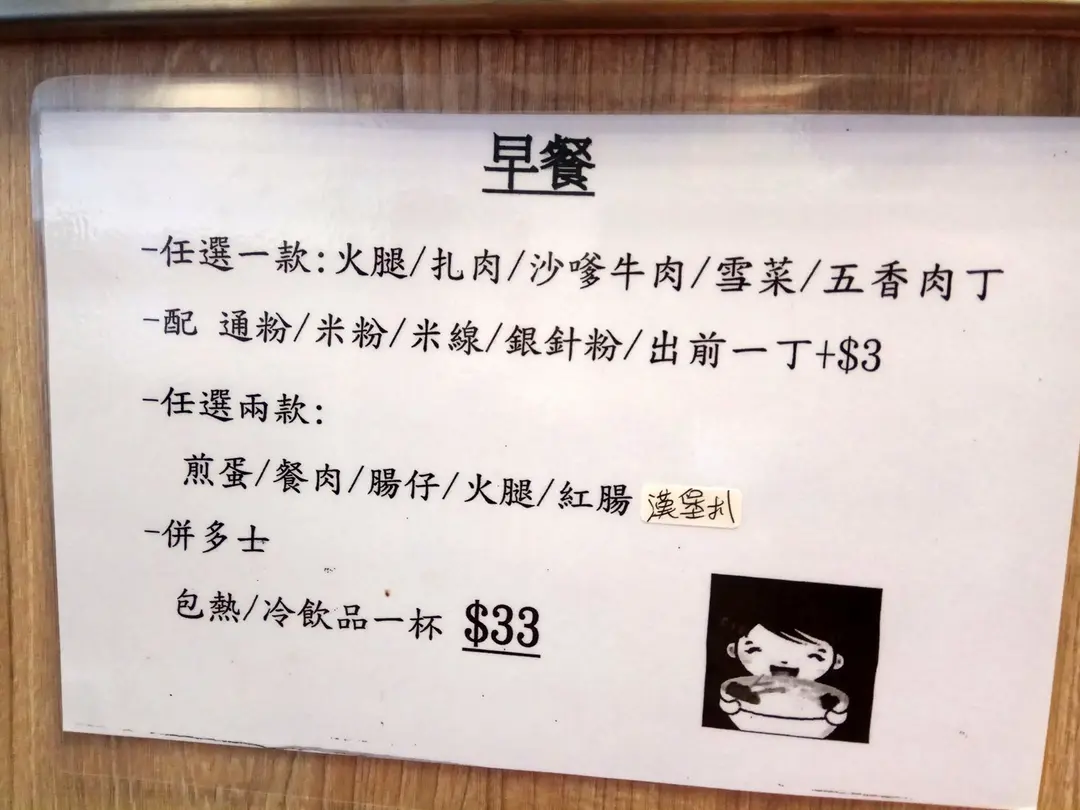 早餐
-任選一款:火腿/扎肉/沙嗲牛肉/雪菜/五香肉丁
-配 通粉/米粉/米線/銀針粉/出前一丁+$3
-任選兩款:
煎蛋/餐肉/腸仔/火腿/紅腸 漢堡扒
-併多士
包熱/冷飲品一杯 $33